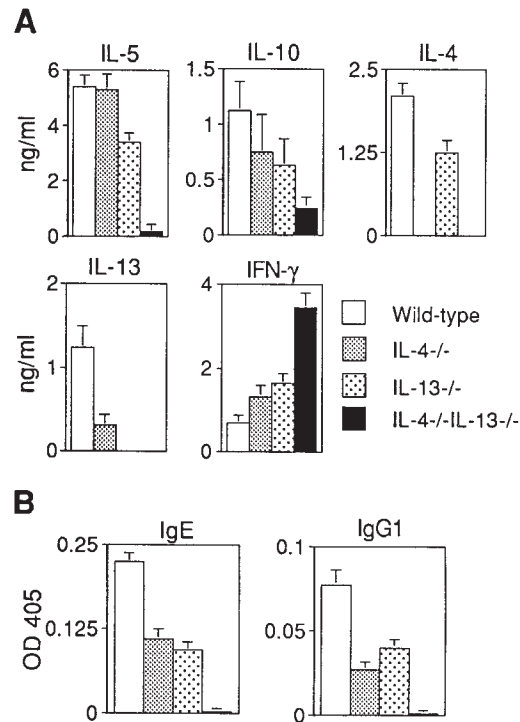 A
IL-5
IL-10
IL-4
ng/ml
6
4
2
0
1.5
1
0.5
0
2.5
1.25
0
IL-13
IFN-γ
ng/ml
2
1
0
4
2
0
Wild-type
IL-4-/-
IL-13-/-
IL-4-/-IL-13-/-
B
IgE
IgG1
OD 405
0.25
0.125
0
0.1
0.05
0